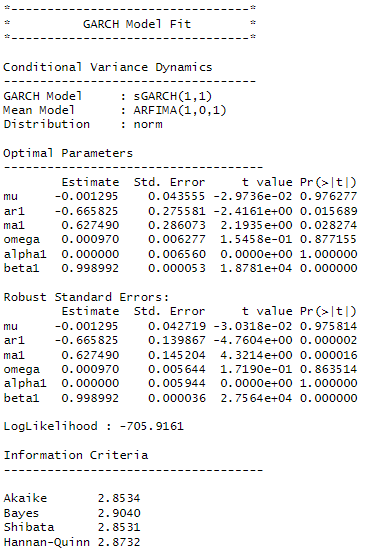 *---------------------------------*
*          GARCH Model Fit        *
*---------------------------------*
Conditional Variance Dynamics
-----------------------------------
GARCH Model     : sGARCH(1,1)
Mean Model      : ARFIMA(1,0,1)
Distribution    : norm
Optimal Parameters
------------------------------------
        Estimate  Std. Error     t value Pr(>|t|)
mu     -0.001295    0.043555 -2.9736e-02 0.976277
ar1    -0.665825    0.275581 -2.4161e+00 0.015689
ma1     0.627490    0.286073  2.1935e+00 0.028274
omega   0.000970    0.006277  1.5458e-01 0.877155
alpha1  0.000000    0.006560  0.0000e+00 1.000000
beta1   0.998992    0.000053  1.8781e+04 0.000000
Robust Standard Errors:
        Estimate  Std. Error     t value Pr(>|t|)
mu     -0.001295    0.042719 -3.0318e-02 0.975814
ar1    -0.665825    0.139867 -4.7604e+00 0.000002
ma1     0.627490    0.145204  4.3214e+00 0.000016
omega   0.000970    0.005644  1.7190e-01 0.863514
alpha1  0.000000    0.005944  0.0000e+00 1.000000
beta1   0.998992    0.000036  2.7564e+04 0.000000
LogLikelihood : -705.9161
Information Criteria
------------------------------------
Akaike       2.8534
Bayes        2.9040
Shibata      2.8531
Hannan-Quinn 2.8732